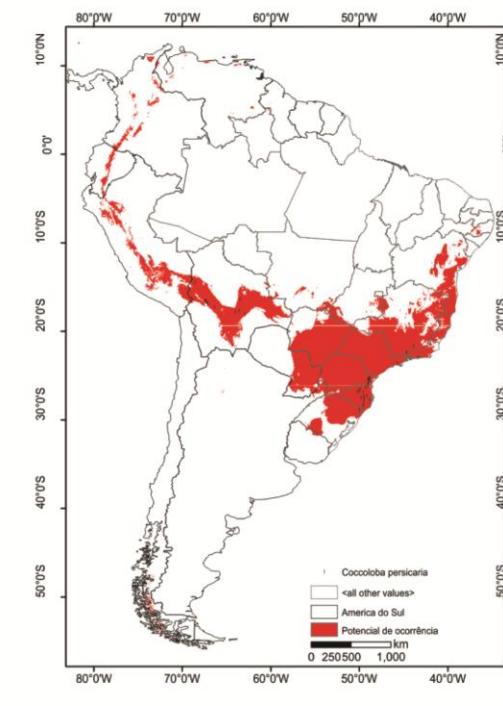 80°0'W 70°0'W 60°0'W 50°0'W 40°0'W
10°0'N
0°0'
10°0'S
20°0'S
30°0'S
40°0'S
50°0'S
10°0'N
0°0'
10°0'S
20°0'S
30°0'S
40°0'S
50°0'S
Coccoloba persicaria
<all other values>
America do Sul
Potencial de ocorrência
km
0 250500 1,000
80°0'W 70°0'W 60°0'W 50°0'W 40°0'W